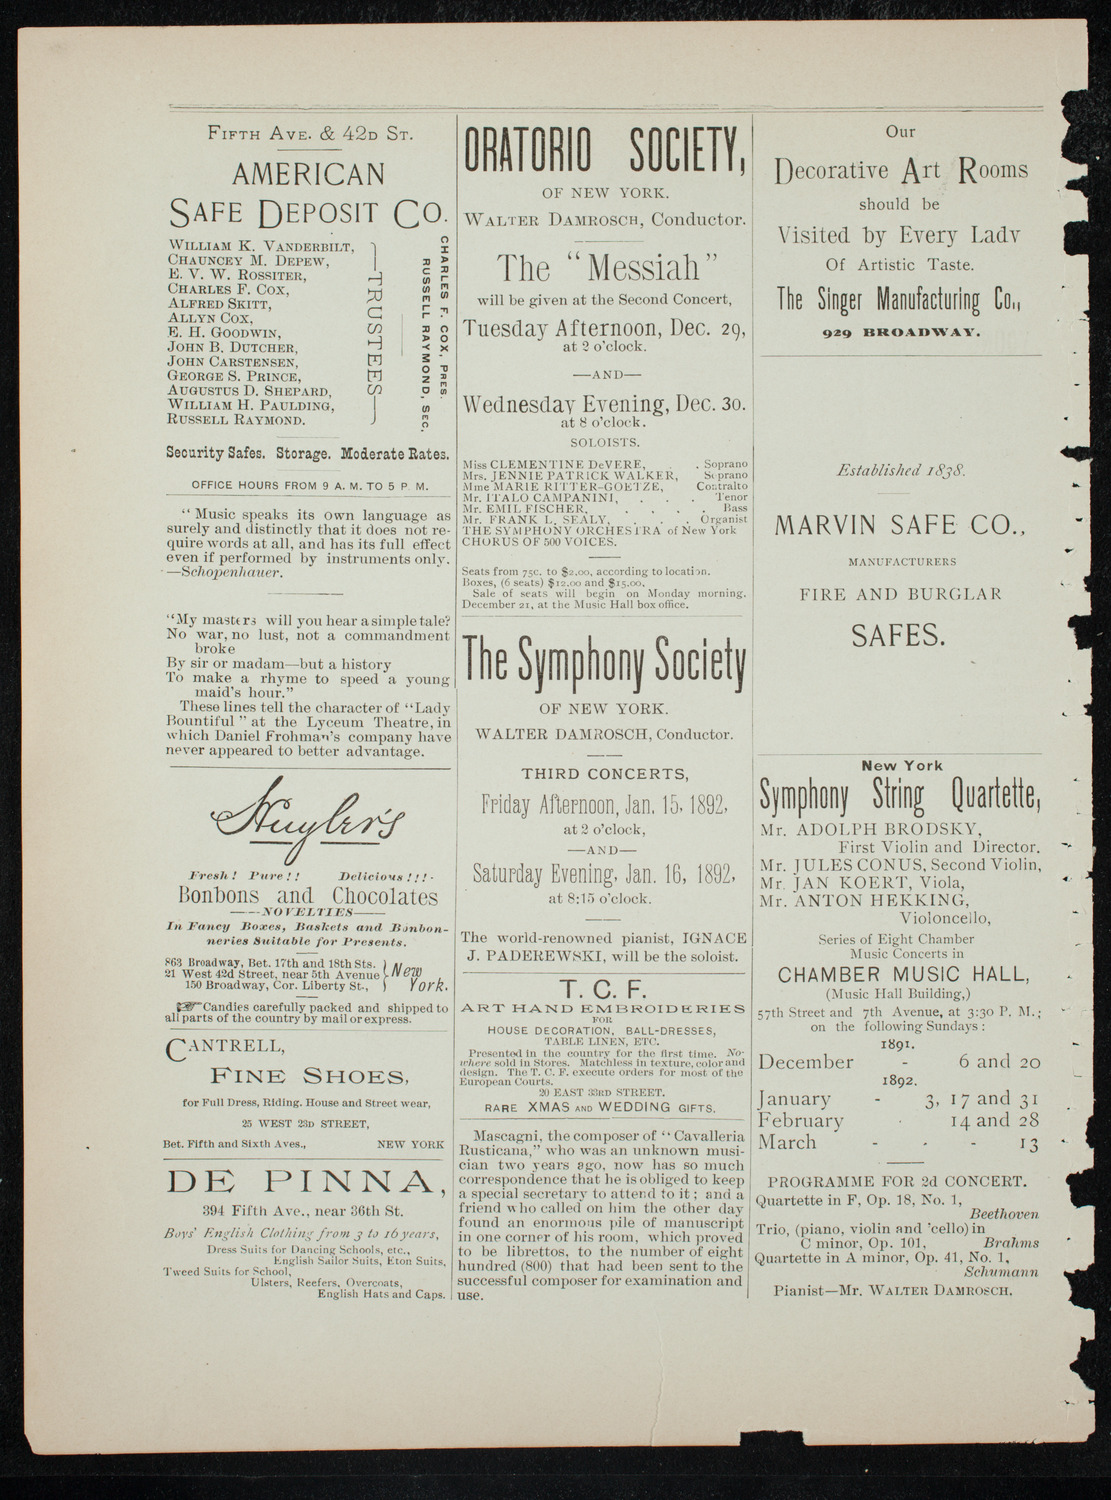 FIFTH AVE. & 42D ST.
AMERICAN
SAFE DEPOSIT CO.
WILLIAM K. VANDERBILT,
CHAUNCEY M. DEPEW,
E. V. W. ROSSITER,
CHARLES F. COX,
ALFRED SKITT,
ALLYN COX,
E. H. GOODWIN,
JOHN B. DUTCHER,
JOHN CARSTENSEN,
GEORGE S. PRINCE,
AUGUSTUS D. SHEPARD,
WILLIAM H. PAULDING,
RUSSELL RAYMOND.
TRUSTEES
CHARLES F. COX, PRES.
RUSSELL RAYMOND, SEC.
Security Safes. Storage. Moderate Rates.
OFFICE HOURS FROM 9 A. M. TO 5 P. M.
"Music speaks its own language as
surely and distinctly that it does not re-
quire words at all, and has its full effect
even if performed by instruments only.
—Schopenhauer.
"My masters will you hear a simple tale?
No war, no lust, not a commandment
broke
By sir or madam—but a history
To make a rhyme to speed a young
maid's hour."
These lines tell the character of "Lady
Bountiful" at the Lyceum Theatre, in
which Daniel Frohman's company have
never appeared to better advantage.
Huyler's
Fresh! Pure!! Delicious!!!
Bonbons and Chocolates
—NOVELTIES—
In Fancy Boxes, Baskets and Bonbon-
neries Suitable for Presents.
863 Broadway, Bet. 17th and 18th Sts.
21 West 42d Street, near 5th Avenue
150 Broadway, Cor. Liberty St.,
New York.
☞Candies carefully packed and shipped to
all parts of the country by mail or express.
CANTRELL,
FINE SHOES,
for Full Dress, Riding. House and Street wear,
25 WEST 23D STREET,
Bet. Fifth and Sixth Aves., NEW YORK
DE PINNA,
394 Fifth Ave., near 36th St.
Boys' English Clothing from 3 to 16 years,
Dress Suits for Dancing Schools, etc.,
English Sailor Suits, Eton Suits,
Tweed Suits for School,
Ulsters, Reefers, Overcoats,
English Hats and Caps.
ORATORIO SOCIETY,
OF NEW YORK.
WALTER DAMROSCH, Conductor.
The "Messiah"
will be given at the Second Concert,
Tuesday Afternoon, Dec. 29,
at 2 o'clock.
—AND—
Wednesday Evening, Dec. 30.
at 8 o'clock.
SOLOISTS.
Miss CLEMENTINE DeVERE, . Soprano
Mrs. JENNIE PATRICK WALKER, Soprano
Mme MARIE RITTER-GOETZE, Contralto
Mr. ITALO CAMPANINI, . . . Tenor
Mr. EMIL FISCHER, . . . . Bass
Mr. FRANK L. SEALY, . . . Organist
THE SYMPHONY ORCHESTRA of New York
CHORUS OF 500 VOICES.
Seats from 75c. to $2.00, according to location.
Boxes, (6 seats) $12.00 and $15.00.
Sale of seats will begin on Monday morning.
December 21, at the Music Hall box office.
The Symphony Society
OF NEW YORK.
WALTER DAMROSCH, Conductor.
THIRD CONCERTS,
Friday Afternoon, Jan. 15, 1892,
at 2 o'clock,
—AND—
Saturday Evening, Jan. 16, 1892,
at 8:15 o'clock.
The world-renowned pianist, IGNACE
J. PADEREWSKI, will be the soloist.
T. C. F.
ART HAND EMBROIDERIES
FOR
HOUSE DECORATION, BALL-DRESSES,
TABLE LINEN, ETC.
Presented in the country for the first time. No-
where sold in Stores. Matchless in texture, color and
design. The T. C. F. execute orders for most of the
European Courts.
20 EAST 33RD STREET.
RARE XMAS AND WEDDING GIFTS.
Mascagni, the composer of "Cavalleria
Rusticana," who was an unknown musi-
cian two years ago, now has so much
correspondence that he is obliged to keep
a special secretary to attend to it; and a
friend who called on him the other day
found an enormous pile of manuscript
in one corner of his room, which proved
to be librettos, to the number of eight
hundred (800) that had been sent to the
successful composer for examination and
use.
Our
Decorative Art Rooms
should be
Visited by Every Lady
Of Artistic Taste.
The Singer Manufacturing Co.,
929 BROADWAY.
Established 1838.
MARVIN SAFE CO.,
MANUFACTURERS
FIRE AND BURGLAR
SAFES.
New York
Symphony String Quartette,
Mr. ADOLPH BRODSKY,
First Violin and Director.
Mr. JULES CONUS, Second Violin,
Mr. JAN KOERT, Viola,
Mr. ANTON HEKKING,
Violoncello,
Series of Eight Chamber
Music Concerts in
CHAMBER MUSIC HALL,
(Music Hall Building,)
57th Street and 7th Avenue, at 3:30 P. M.;
on the following Sundays:
1891.
December - 6 and 20
1892.
January - 3, 17 and 31
February · 14 and 28
March - - - 13
PROGRAMME FOR 2d CONCERT.
Quartette in F, Op. 18, No. 1,
Beethoven
Trio, (piano, violin and 'cello) in
C minor, Op. 101, Brahms
Quartette in A minor, Op. 41, No. 1,
Schumann
Pianist—Mr. WALTER DAMROSCH.